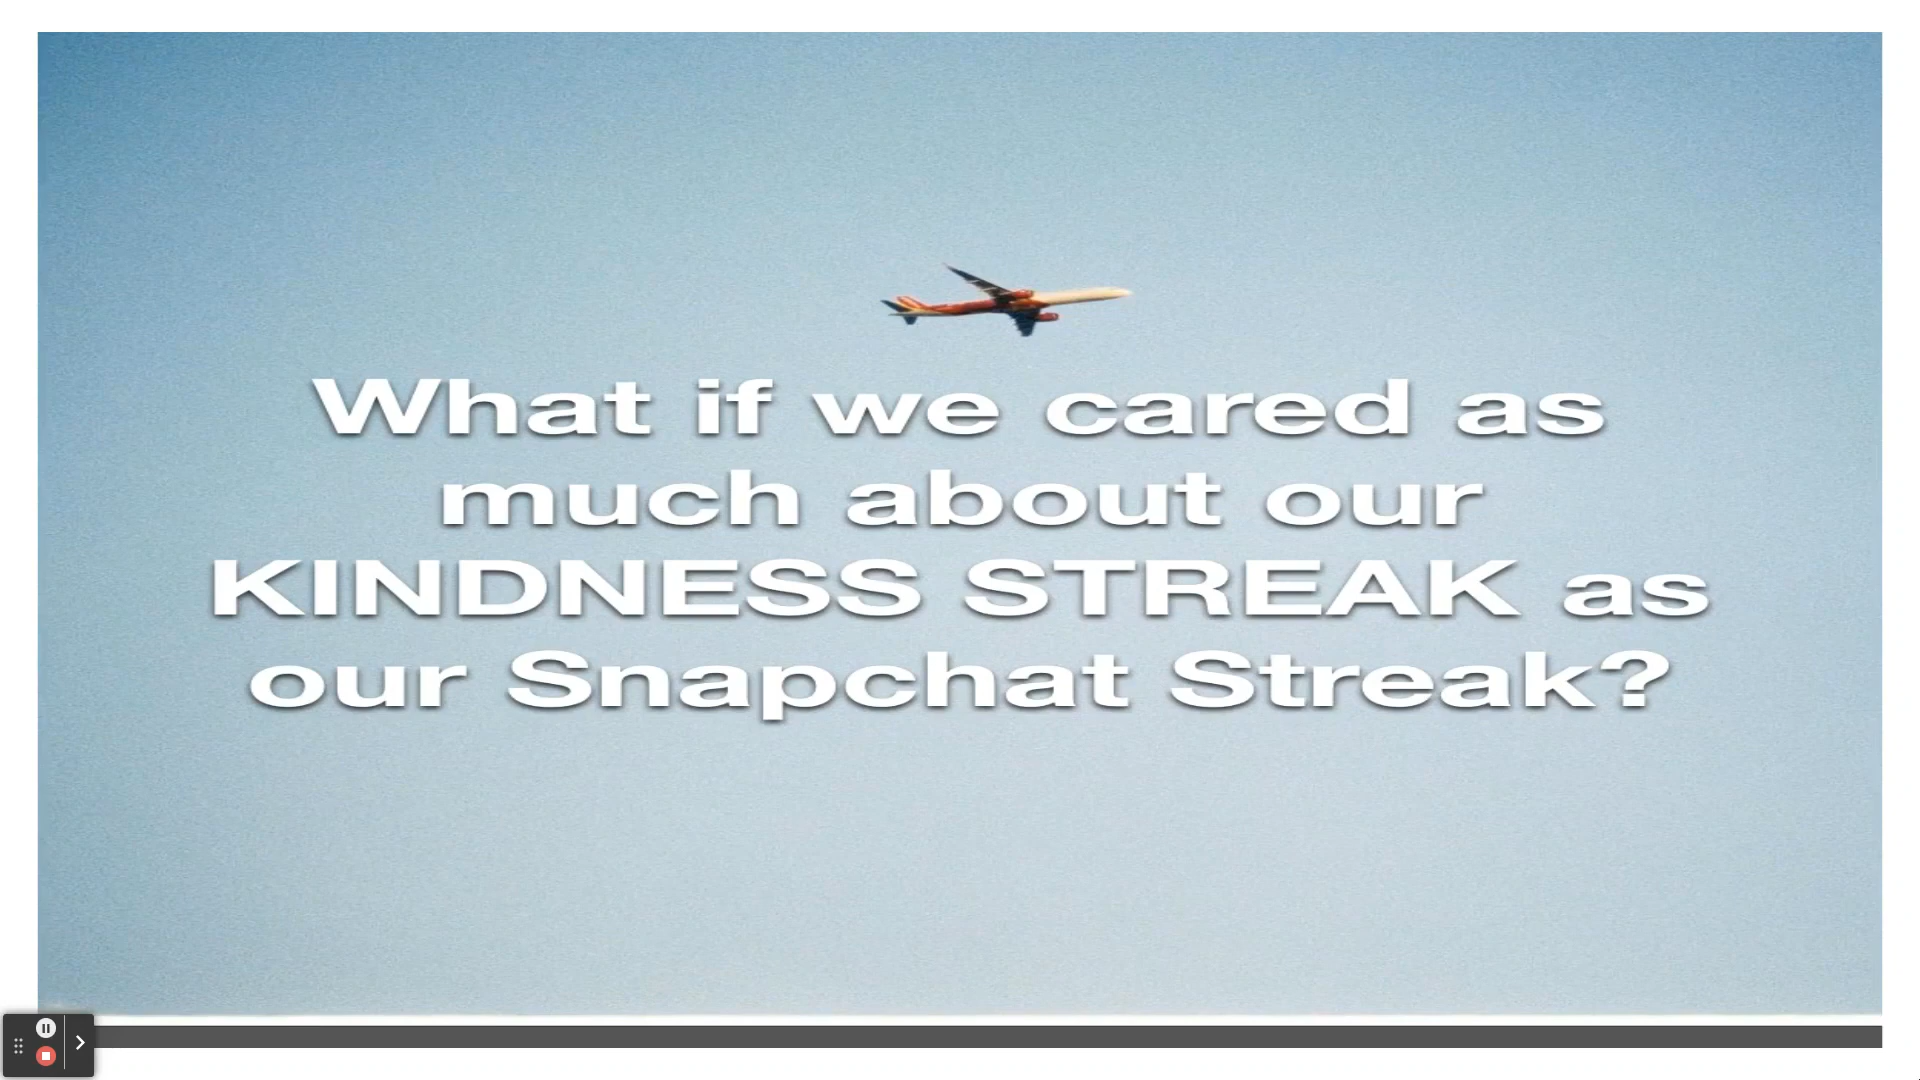 What if we cared as
much about our
KINDNESS STREAK as
our Snapchat Streak?